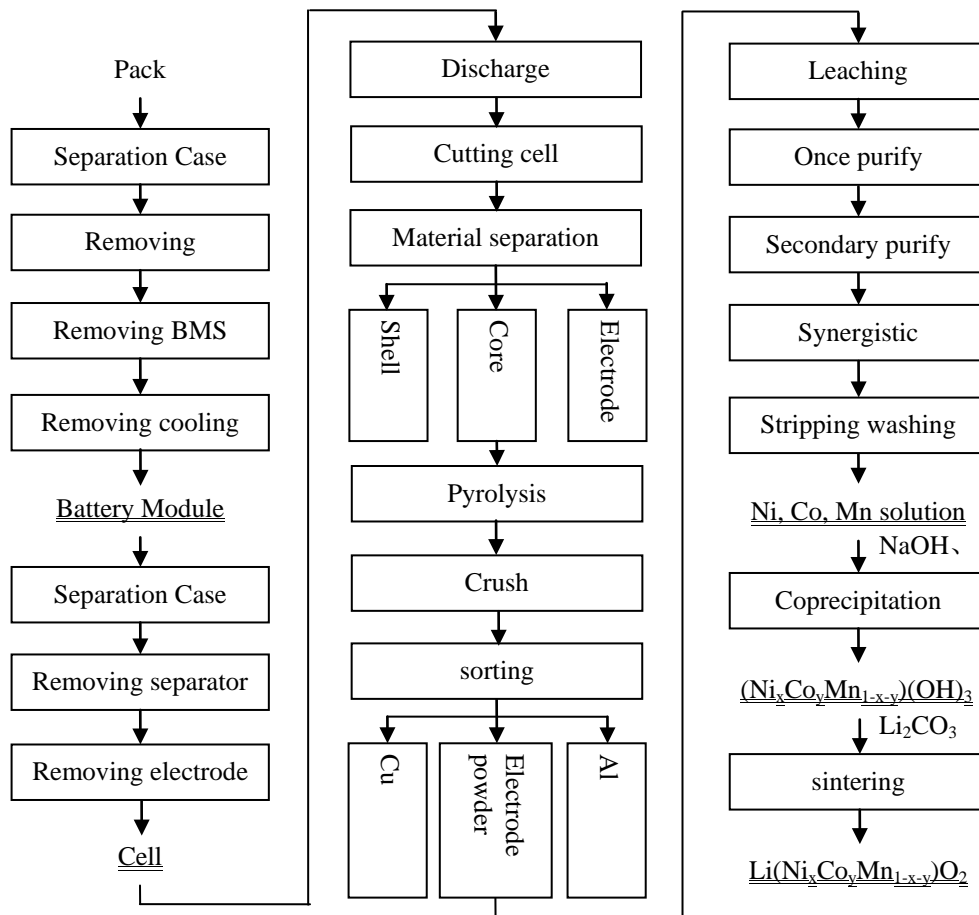 Pack
Separation Case
Removing
Removing BMS
Removing cooling
Battery Module
Separation Case
Removing separator
Removing electrode
Cell
Discharge
Cutting cell
Material separation
Shell
Core
Electrode
Pyrolysis
Crush
sorting
Cu
Electrode
powder
Al
Leaching
Once purify
Secondary purify
Synergistic
Stripping washing
Ni, Co, Mn solution
NaOH、
Coprecipitation
(NiₓCoᵧMn₁₋ₓ₋ᵧ)(OH)₃
Li₂CO₃
sintering
Li(NiₓCoᵧMn₁₋ₓ₋ᵧ)O₂